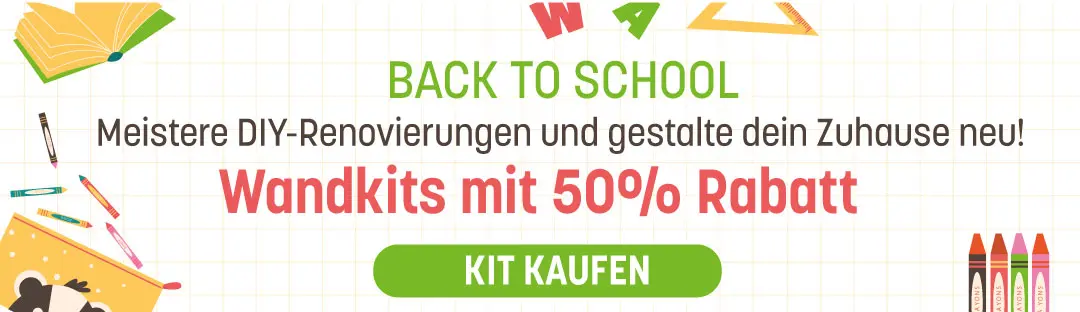 W A
BACK TO SCHOOL
Meistere DIY-Renovierungen und gestalte dein Zuhause neu!
Wandkits mit 50% Rabatt
KIT KAUFEN